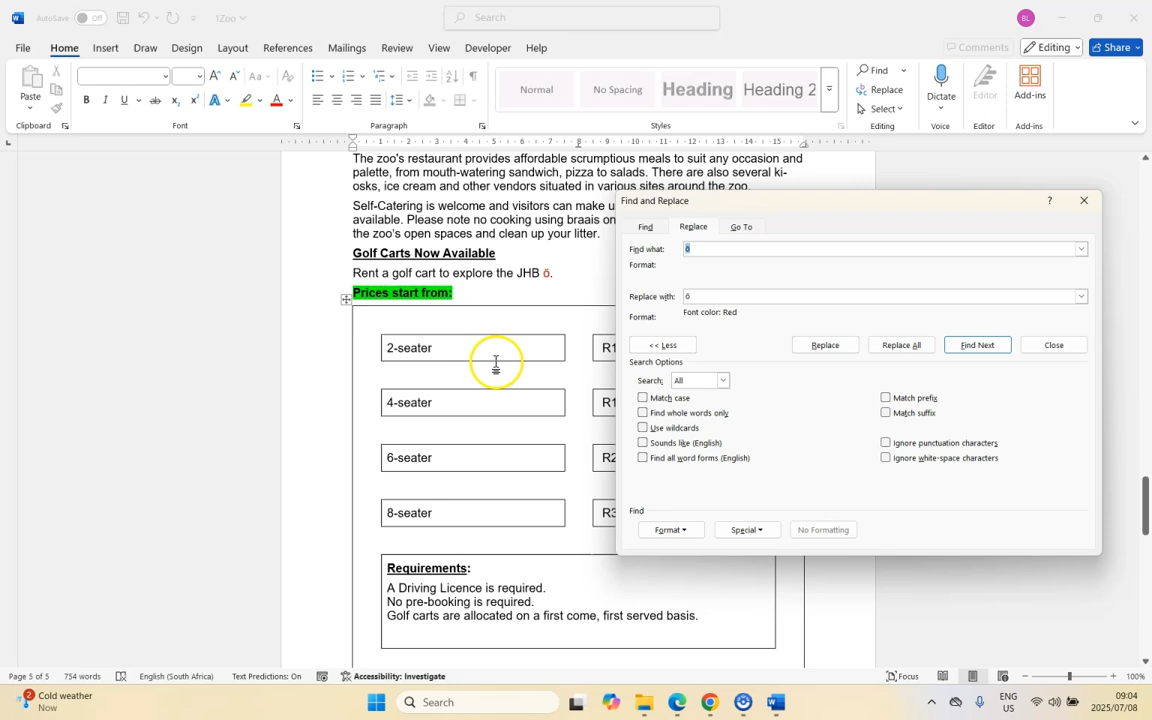 AutoSave
Off
1Zoo
Search
BL
File
Home
Insert
Draw
Design
Layout
References
Mailings
Review
View
Developer
Help
Comments
Editing
Share
Paste
Clipboard
Font
Paragraph
Normal
No Spacing
Heading
Heading 2
Styles
Find
Replace
Select
Editing
Dictate
Voice
Editor
Editor
Add-ins
Add-ins
The zoo's restaurant provides affordable scrumptious meals to suit any occasion and
palette, from mouth-watering sandwich, pizza to salads. There are also several ki-
osks, ice cream and other vendors situated in various sites around the zoo.
Self-Catering is welcome and visitors can make u
available. Please note no cooking using braais on
the zoo's open spaces and clean up your litter.
Golf Carts Now Available
Rent a golf cart to explore the JHB ö.
Prices start from:
2-seater R1
4-seater R1
6-seater R2
8-seater R3
Requirements:
A Driving Licence is required.
No pre-booking is required.
Golf carts are allocated on a first come, first served basis.
Find and Replace
?
Find
Replace
Go To
Find what: ö
Format:
Replace with: ö
Format: Font color: Red
<< Less
Replace
Replace All
Find Next
Close
Search Options
Search: All
Match case
Find whole words only
Use wildcards
Sounds like (English)
Find all word forms (English)
Match prefix
Match suffix
Ignore punctuation characters
Ignore white-space characters
Find
Format
Special
No Formatting
Page 5 of 5
754 words
English (South Africa)
Text Predictions: On
Accessibility: Investigate
Focus
100%
2
Cold weather
Now
Search
ENG
US
09:04
2025/07/08